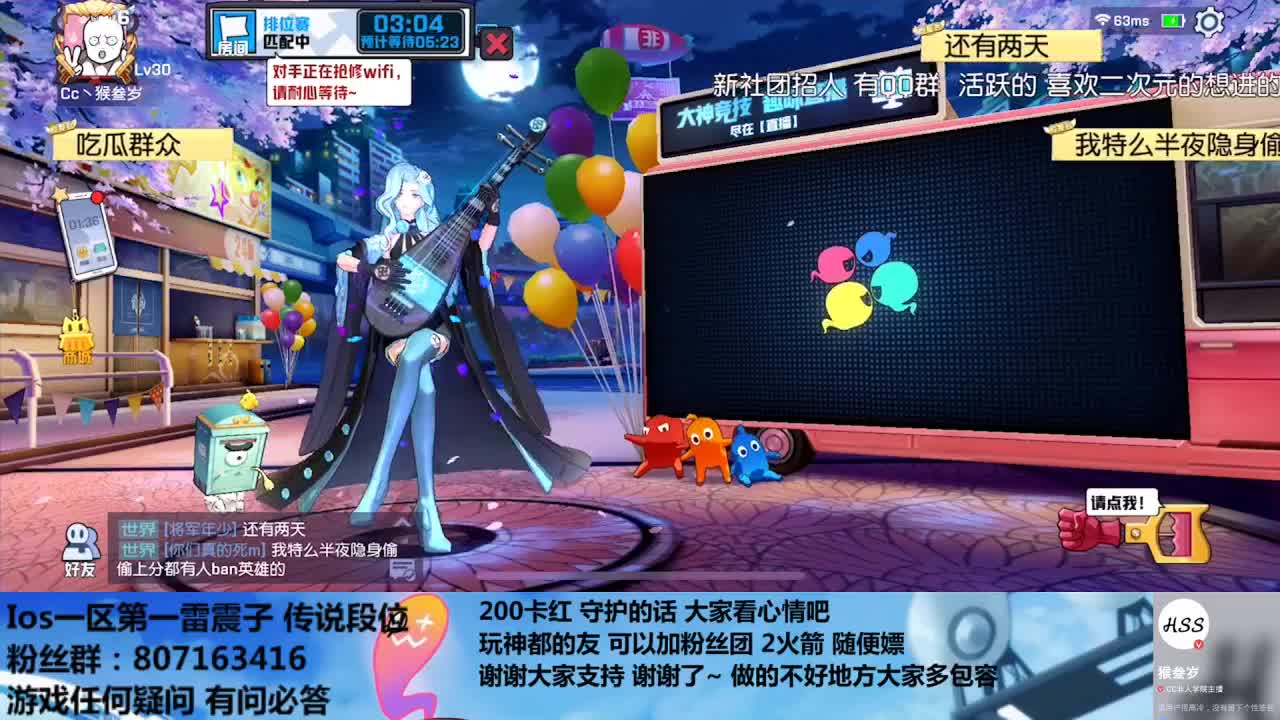 Lv30
Cc丶猴叁岁
房间
排位赛
匹配中
03:04
预计等待05:23
对手正在抢修wifi，
请耐心等待~
63ms
还有两天
新社团招人 有QQ群 活跃的 喜欢二次元的想进的
我特么半夜隐身偷
吃瓜群众
01:36
商城
大神竞技
尽在【直播】
非
请点我！
好友
世界 [将军年少] 还有两天
世界 [你们真的死m] 我特么半夜隐身偷
偷上分都有人ban英雄的
Ios一区第一雷震子 传说段位
粉丝群：807163416
游戏任何疑问 有问必答
200卡红 守护的话 大家看心情吧
玩神都的友 可以加粉丝团 2火箭 随便嫖
谢谢大家支持 谢谢了~ 做的不好地方大家多包容
HSS
猴叁岁
CC非人学院主播